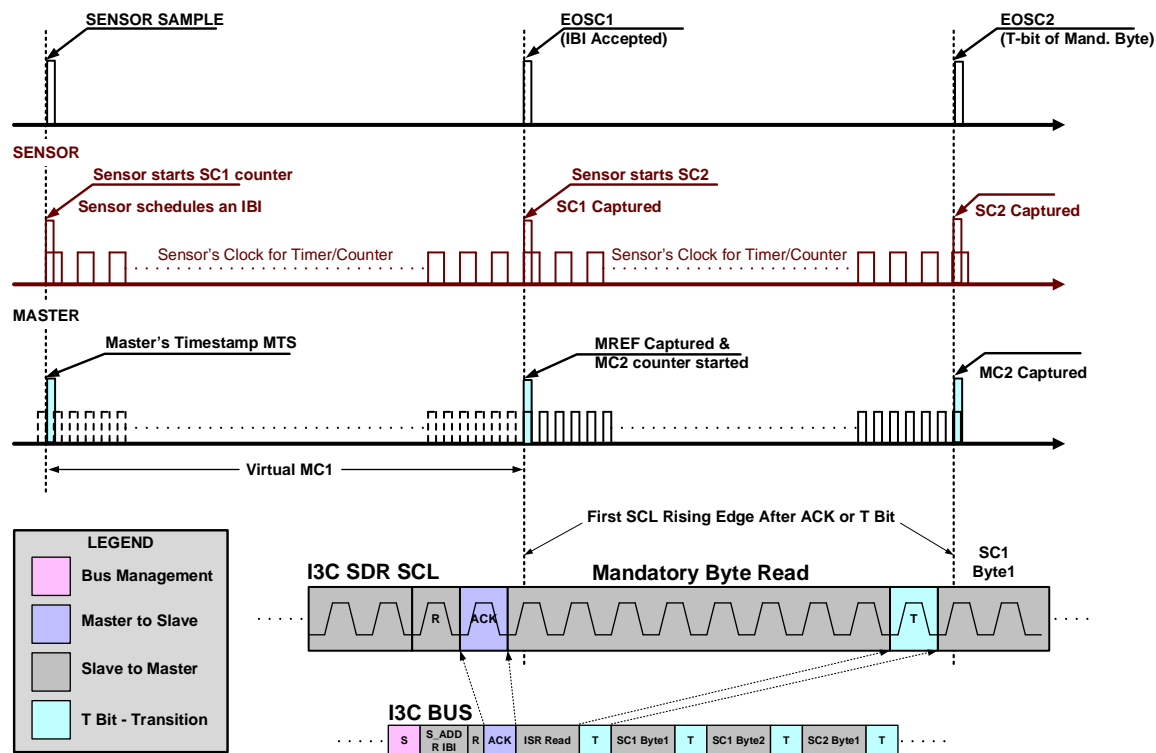 SENSOR SAMPLE
EOSC1
(IBI Accepted)
EOSC2
(T-bit of Mand. Byte)
SENSOR
Sensor starts SC1 counter
Sensor schedules an IBI
Sensor starts SC2
SC1 Captured
SC2 Captured
Sensor's Clock for Timer/Counter
Sensor's Clock for Timer/Counter
MASTER
Master's Timestamp MTS
MREF Captured &
MC2 counter started
MC2 Captured
Virtual MC1
First SCL Rising Edge After ACK or T Bit
LEGEND
Bus Management
Master to Slave
Slave to Master
T Bit - Transition
I3C SDR SCL
Mandatory Byte Read
SC1
Byte1
R
ACK
T
I3C BUS
S
S_ADD
R IBI
R
ACK
ISR Read
T
SC1 Byte1
T
SC1 Byte2
T
SC2 Byte1
T